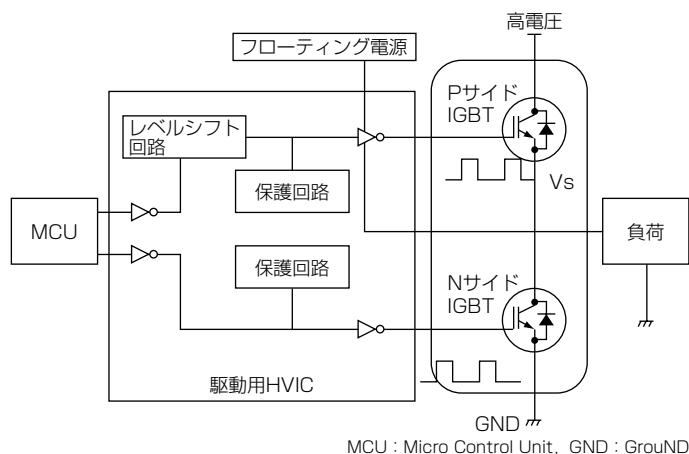 高電圧
フローティング電源
Pサイド
IGBT
レベルシフト
回路
保護回路
Vs
MCU
負荷
保護回路
Nサイド
IGBT
駆動用HVIC
GND
MCU：Micro Control Unit，GND：GrouND